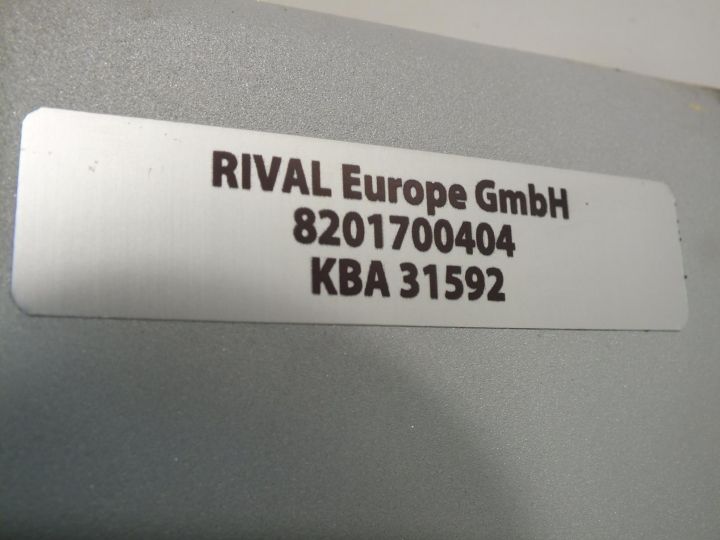 RIVAL Europe GmbH
8201700404
KBA 31592